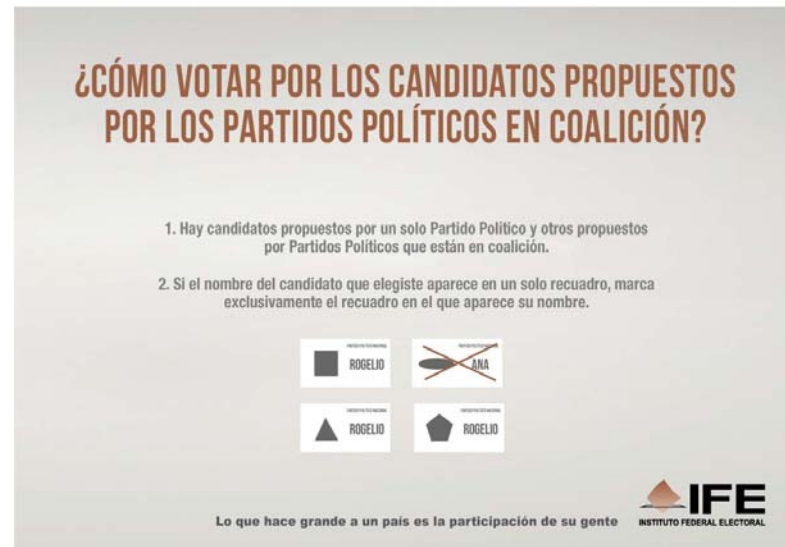 ¿CÓMO VOTAR POR LOS CANDIDATOS PROPUESTOS
POR LOS PARTIDOS POLÍTICOS EN COALICIÓN?
1. Hay candidatos propuestos por un solo Partido Político y otros propuestos
por Partidos Políticos que están en coalición.
2. Si el nombre del candidato que elegiste aparece en un solo recuadro, marca
exclusivamente el recuadro en el que aparece su nombre.
ROGELIO
ANA
ROGELIO
ROGELIO
Lo que hace grande a un país es la participación de su gente
IFE
INSTITUTO FEDERAL ELECTORAL